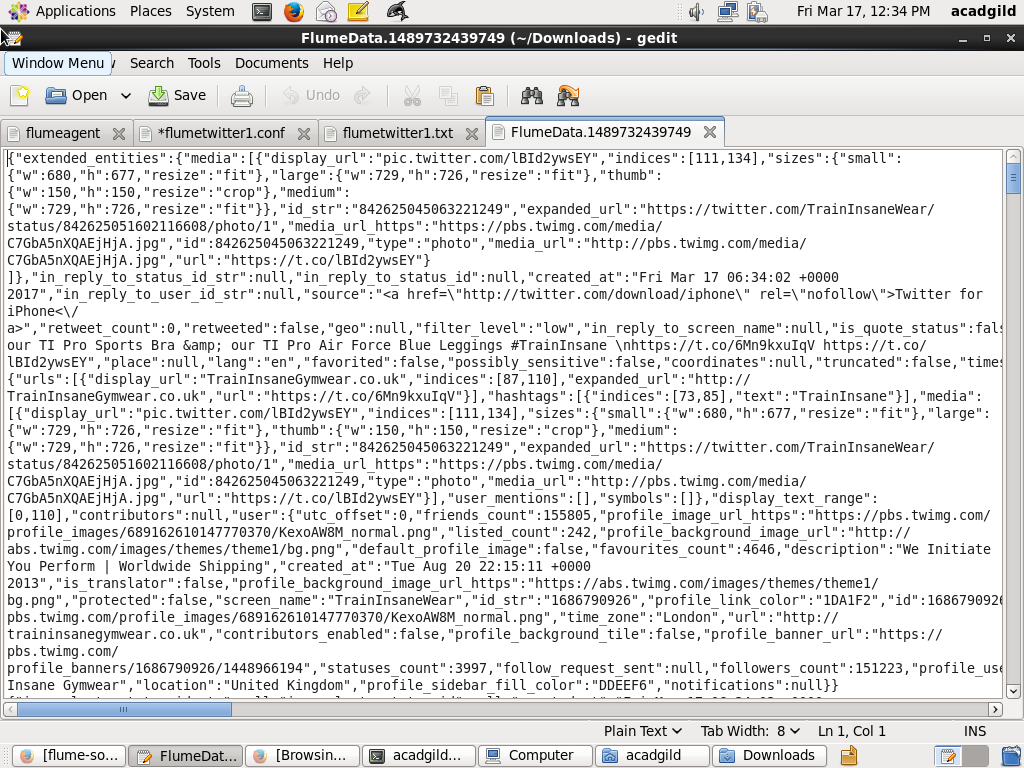 Applications Places System Fri Mar 17, 12:34 PM acadgild
FlumeData.1489732439749 (~/Downloads) - gedit
Window Menu Search Tools Documents Help
Open Save Undo
flumeagent *flumetwitter1.conf flumetwitter1.txt FlumeData.1489732439749
{"extended_entities":{"media":[{"display_url":"pic.twitter.com/lBId2ywsEY","indices":[111,134],"sizes":{"small":
{"w":680,"h":677,"resize":"fit"},"large":{"w":729,"h":726,"resize":"fit"},"thumb":
{"w":150,"h":150,"resize":"crop"},"medium":
{"w":729,"h":726,"resize":"fit"}},"id_str":"842625045063221249","expanded_url":"https://twitter.com/TrainInsaneWear/
status/842625051602116608/photo/1","media_url_https":"https://pbs.twimg.com/media/
C7GbA5nXQAEjHjA.jpg","id":842625045063221249,"type":"photo","media_url":"http://pbs.twimg.com/media/
C7GbA5nXQAEjHjA.jpg","url":"https://t.co/lBId2ywsEY"}
]},"in_reply_to_status_id_str":null,"in_reply_to_status_id":null,"created_at":"Fri Mar 17 06:34:02 +0000
2017","in_reply_to_user_id_str":null,"source":"<a href=\"http://twitter.com/download/iphone\" rel=\"nofollow\">Twitter for
iPhone<\/
a>","retweet_count":0,"retweeted":false,"geo":null,"filter_level":"low","in_reply_to_screen_name":null,"is_quote_status":fals
our TI Pro Sports Bra &amp; our TI Pro Air Force Blue Leggings #TrainInsane \nhttps://t.co/6Mn9kxuIqV https://t.co/
lBId2ywsEY","place":null,"lang":"en","favorited":false,"possibly_sensitive":false,"coordinates":null,"truncated":false,"times
{"urls":[{"display_url":"TrainInsaneGymwear.co.uk","indices":[87,110],"expanded_url":"http://
TrainInsaneGymwear.co.uk","url":"https://t.co/6Mn9kxuIqV"}],"hashtags":[{"indices":[73,85],"text":"TrainInsane"}],"media":
[{"display_url":"pic.twitter.com/lBId2ywsEY","indices":[111,134],"sizes":{"small":{"w":680,"h":677,"resize":"fit"},"large":
{"w":729,"h":726,"resize":"fit"},"thumb":{"w":150,"h":150,"resize":"crop"},"medium":
{"w":729,"h":726,"resize":"fit"}},"id_str":"842625045063221249","expanded_url":"https://twitter.com/TrainInsaneWear/
status/842625051602116608/photo/1","media_url_https":"https://pbs.twimg.com/media/
C7GbA5nXQAEjHjA.jpg","id":842625045063221249,"type":"photo","media_url":"http://pbs.twimg.com/media/
C7GbA5nXQAEjHjA.jpg","url":"https://t.co/lBId2ywsEY"}],"user_mentions":[],"symbols":[]},"display_text_range":
[0,110],"contributors":null,"user":{"utc_offset":0,"friends_count":155805,"profile_image_url_https":"https://pbs.twimg.com/
profile_images/689162610147770370/KexoAW8M_normal.png","listed_count":242,"profile_background_image_url":"http://
abs.twimg.com/images/themes/theme1/bg.png","default_profile_image":false,"favourites_count":4646,"description":"We Initiate
You Perform | Worldwide Shipping","created_at":"Tue Aug 20 22:15:11 +0000
2013","is_translator":false,"profile_background_image_url_https":"https://abs.twimg.com/images/themes/theme1/
bg.png","protected":false,"screen_name":"TrainInsaneWear","id_str":"1686790926","profile_link_color":"1DA1F2","id":1686790926
pbs.twimg.com/profile_images/689162610147770370/KexoAW8M_normal.png","time_zone":"London","url":"http://
traininsanegymwear.co.uk","contributors_enabled":false,"profile_background_tile":false,"profile_banner_url":"https://
pbs.twimg.com/
profile_banners/1686790926/1448966194","statuses_count":3997,"follow_request_sent":null,"followers_count":151223,"profile_use
Insane Gymwear","location":"United Kingdom","profile_sidebar_fill_color":"DDEEF6","notifications":null}}
Plain Text Tab Width: 8 Ln 1, Col 1 INS
[flume-so... FlumeDat... [Browsin... acadgild... Computer acadgild Downloads